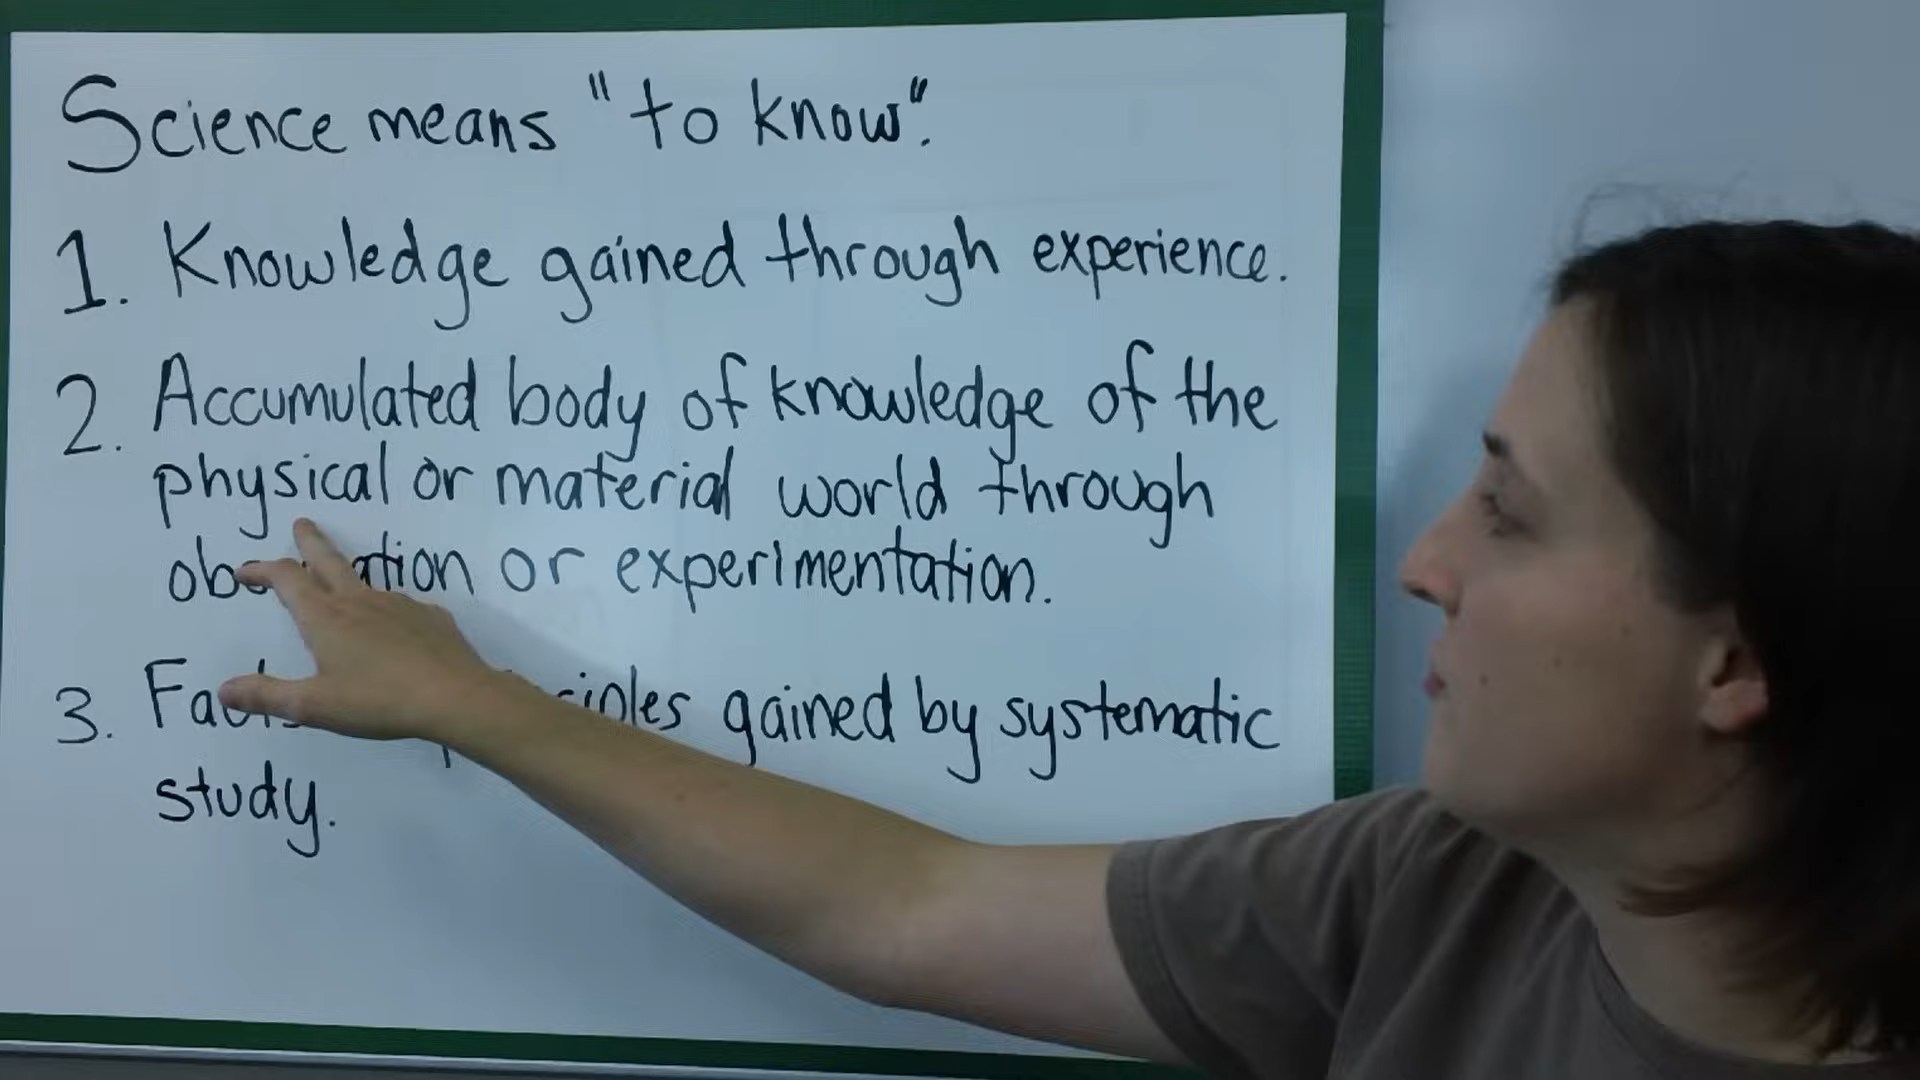 Science means "to know".
1. Knowledge gained through experience.
2. Accumulated body of knowledge of the
physical or material world through
or experimentation.
3. gained by systematic
study.